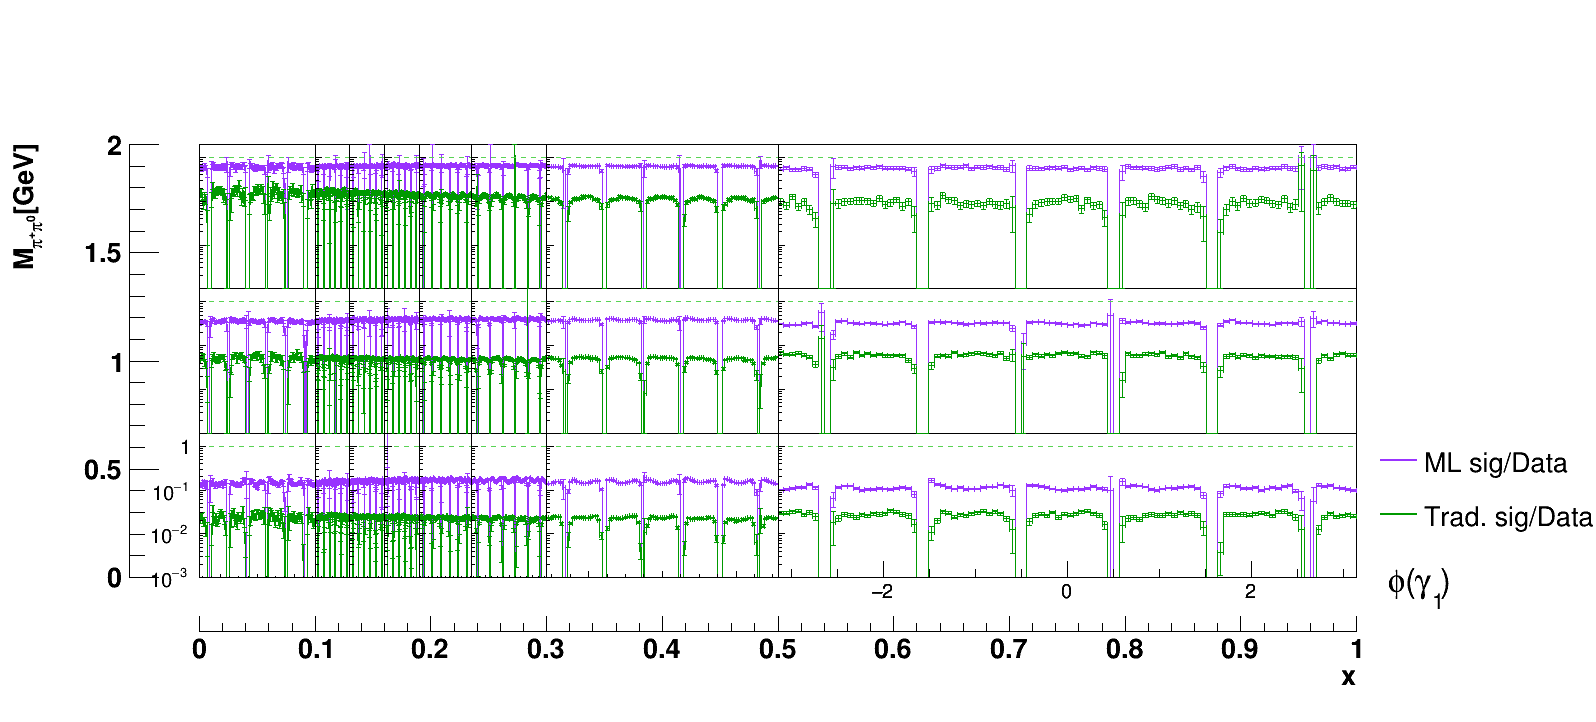 M π⁺π⁰ [GeV]
2
1.5
1
0.5
0
1
10⁻¹
10⁻²
10⁻³
−2 0 2
ϕ(γ₁)
0 0.1 0.2 0.3 0.4 0.5 0.6 0.7 0.8 0.9 1
x
ML sig/Data
Trad. sig/Data